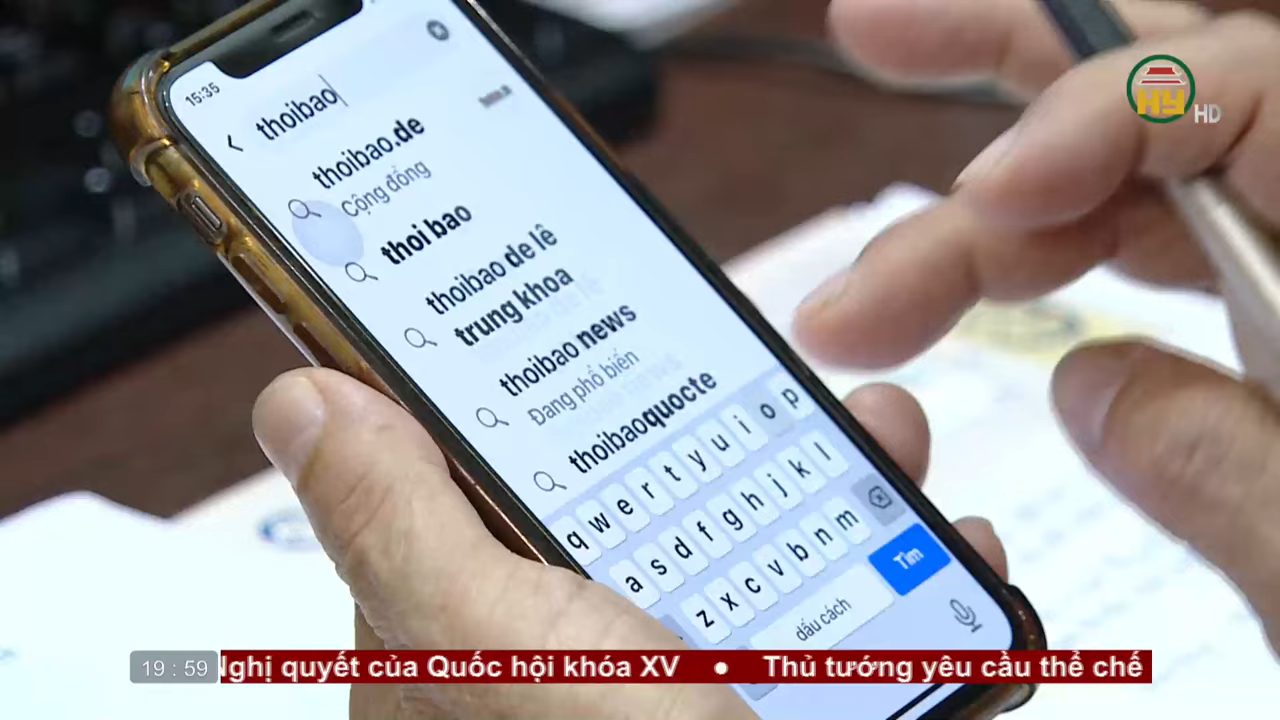 15:35
thoibao
thoibao.de
Cộng đồng
thoi bao
thoibao de lê
trung khoa
thoibao news
Đang phổ biến
thoibaoquocte
q w e r t y u i o p
a s d f g h j k l
z x c v b n m
dấu cách
Tìm
HY HD
19 : 59 Nghị quyết của Quốc hội khóa XV • Thủ tướng yêu cầu thể chế